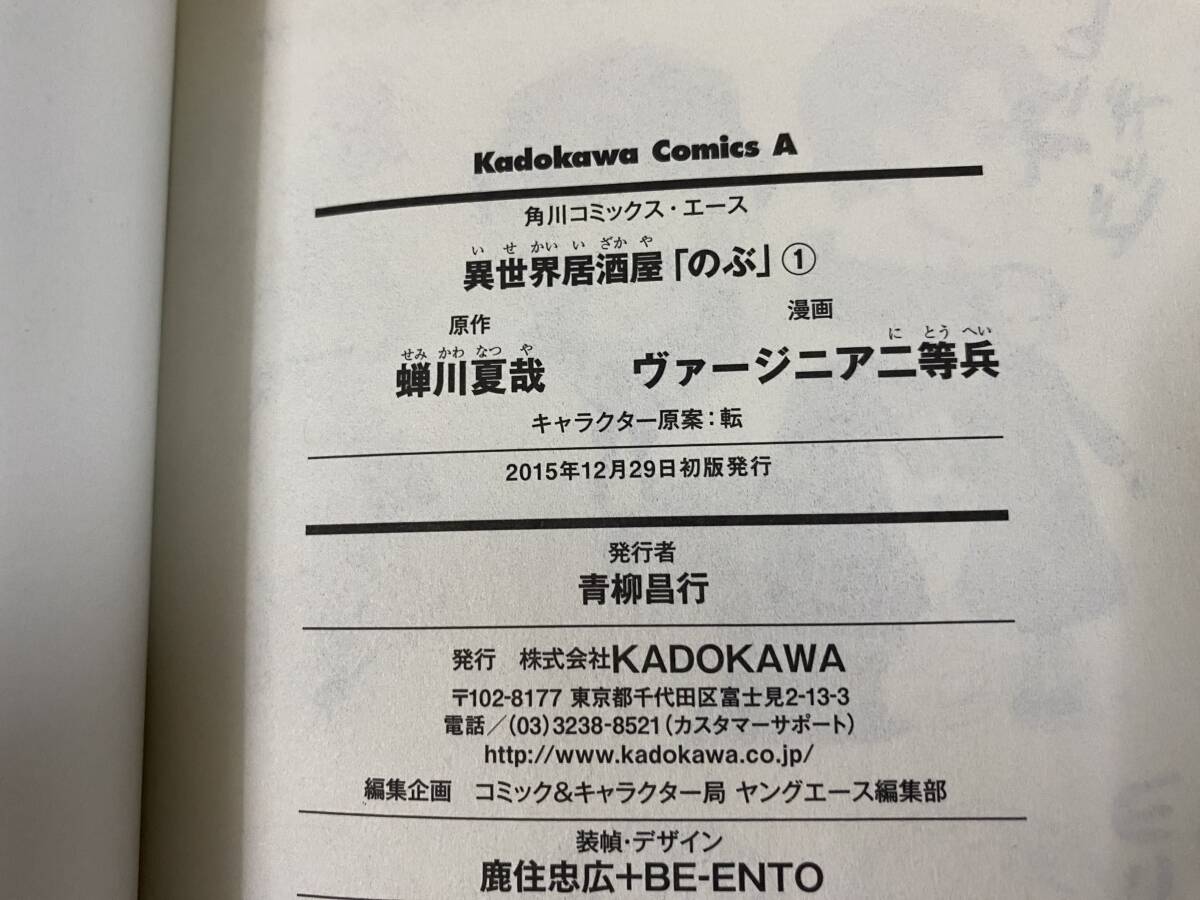 Kadokawa Comics A
角川コミックス・エース
いせかいいざかや
異世界居酒屋「のぶ」①
原作 漫画
せみかわなつや にとうへい
蝉川夏哉 ヴァージニア二等兵
キャラクター原案：転
2015年12月29日初版発行
発行者
青柳昌行
発行 株式会社KADOKAWA
〒102-8177 東京都千代田区富士見2-13-3
電話／(03)3238-8521（カスタマーサポート）
http://www.kadokawa.co.jp/
編集企画 コミック&キャラクター局 ヤングエース編集部
装幀・デザイン
鹿住忠広+BE-ENTO